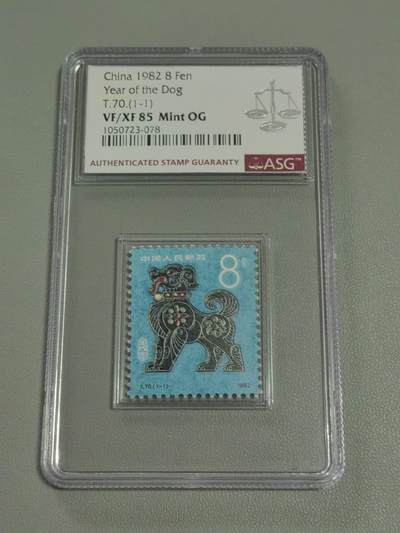 China 1982 8 Fen
Year of the Dog
T.70.(1-1)
VF/XF 85 Mint OG
1050723-078
AUTHENTICATED STAMP GUARANTY ASG™
中国人民邮政
8分
T.70.(1-1) 1982